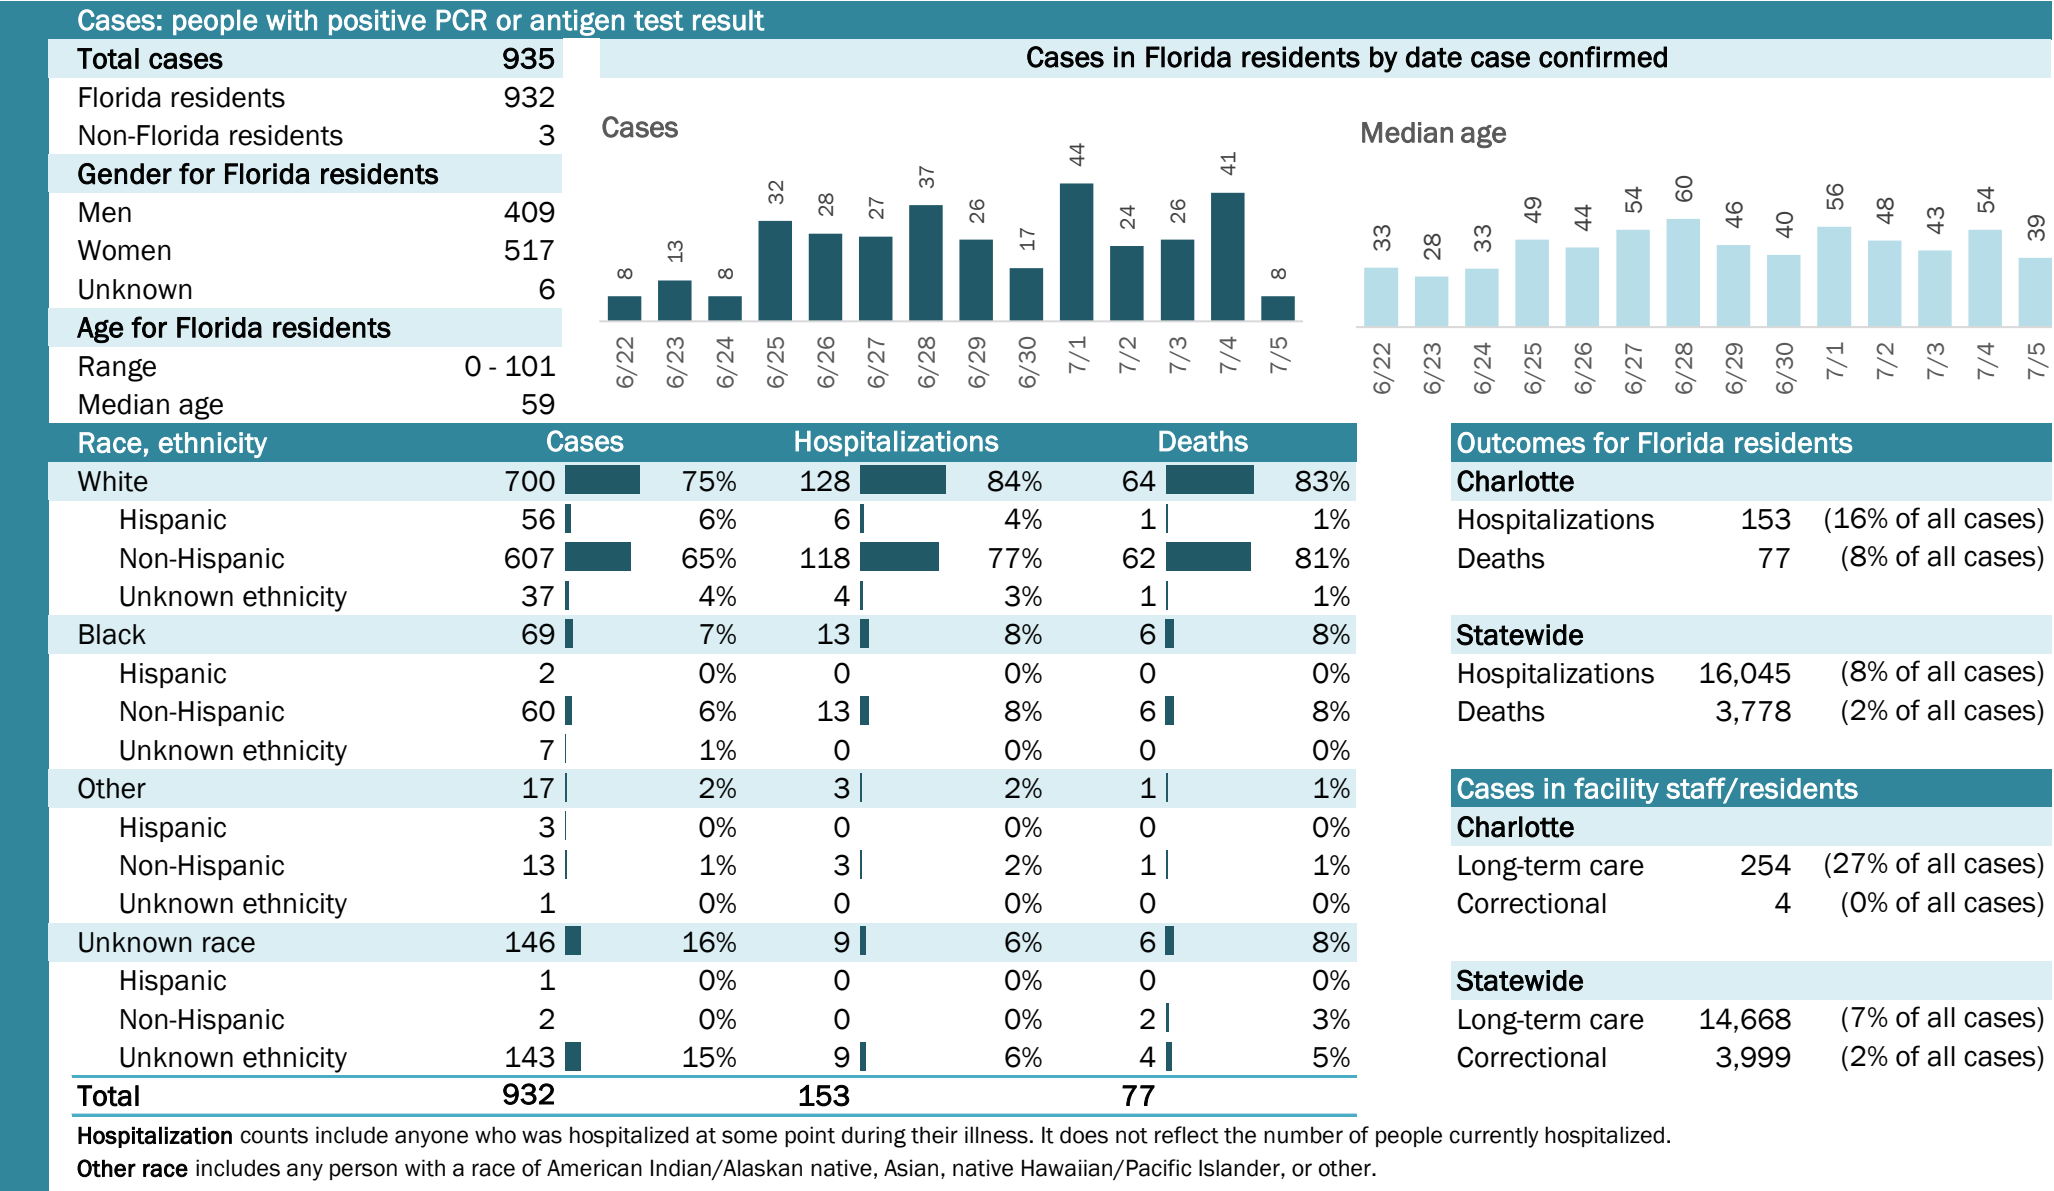 Cases: people with positive PCR or antigen test result
Total cases 935
Florida residents 932
Non-Florida residents 3
Gender for Florida residents
Men 409
Women 517
Unknown 6
Age for Florida residents
Range 0 - 101
Median age 59
Cases in Florida residents by date case confirmed
Cases
8 13 8 32 28 27 37 26 17 44 24 26 41 8
6/22 6/23 6/24 6/25 6/26 6/27 6/28 6/29 6/30 7/1 7/2 7/3 7/4 7/5
Median age
33 28 33 49 44 54 60 46 40 56 48 43 54 39
6/22 6/23 6/24 6/25 6/26 6/27 6/28 6/29 6/30 7/1 7/2 7/3 7/4 7/5
Race, ethnicity Cases Hospitalizations Deaths
White 700 75% 128 84% 64 83%
Hispanic 56 6% 6 4% 1 1%
Non-Hispanic 607 65% 118 77% 62 81%
Unknown ethnicity 37 4% 4 3% 1 1%
Black 69 7% 13 8% 6 8%
Hispanic 2 0% 0 0% 0 0%
Non-Hispanic 60 6% 13 8% 6 8%
Unknown ethnicity 7 1% 0 0% 0 0%
Other 17 2% 3 2% 1 1%
Hispanic 3 0% 0 0% 0 0%
Non-Hispanic 13 1% 3 2% 1 1%
Unknown ethnicity 1 0% 0 0% 0 0%
Unknown race 146 16% 9 6% 6 8%
Hispanic 1 0% 0 0% 0 0%
Non-Hispanic 2 0% 0 0% 2 3%
Unknown ethnicity 143 15% 9 6% 4 5%
Total 932 153 77
Outcomes for Florida residents
Charlotte
Hospitalizations 153 (16% of all cases)
Deaths 77 (8% of all cases)
Statewide
Hospitalizations 16,045 (8% of all cases)
Deaths 3,778 (2% of all cases)
Cases in facility staff/residents
Charlotte
Long-term care 254 (27% of all cases)
Correctional 4 (0% of all cases)
Statewide
Long-term care 14,668 (7% of all cases)
Correctional 3,999 (2% of all cases)
Hospitalization counts include anyone who was hospitalized at some point during their illness. It does not reflect the number of people currently hospitalized.
Other race includes any person with a race of American Indian/Alaskan native, Asian, native Hawaiian/Pacific Islander, or other.